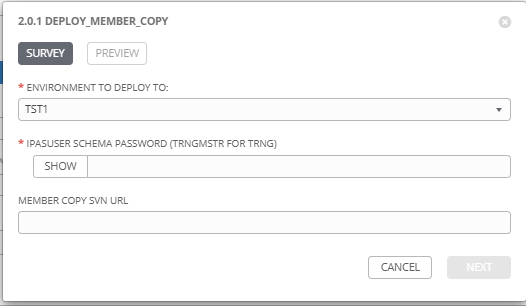 2.0.1 DEPLOY_MEMBER_COPY
SURVEY PREVIEW
* ENVIRONMENT TO DEPLOY TO:
TST1
* IPASUSER SCHEMA PASSWORD (TRNGMSTR FOR TRNG)
SHOW
MEMBER COPY SVN URL
CANCEL NEXT